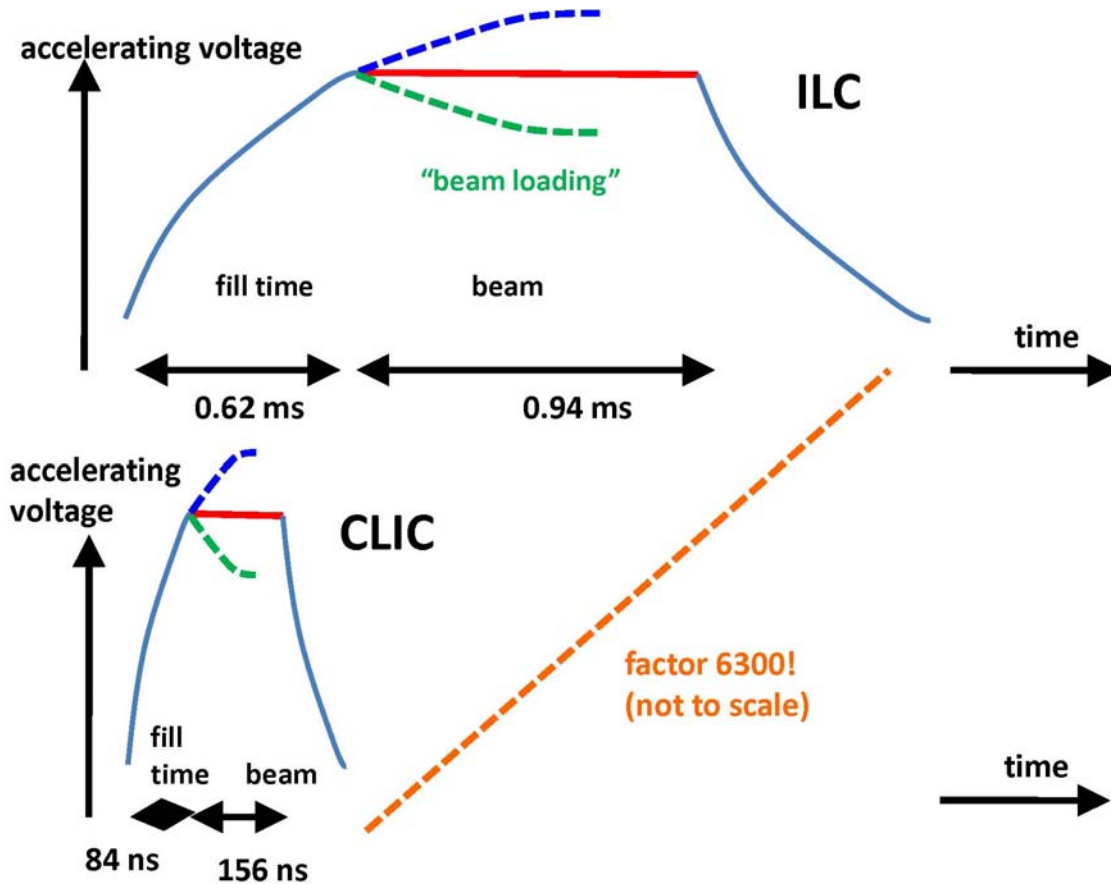 accelerating voltage
ILC
“beam loading”
fill time
beam
time
0.62 ms
0.94 ms
accelerating
voltage
CLIC
factor 6300!
(not to scale)
fill
time
beam
time
84 ns
156 ns